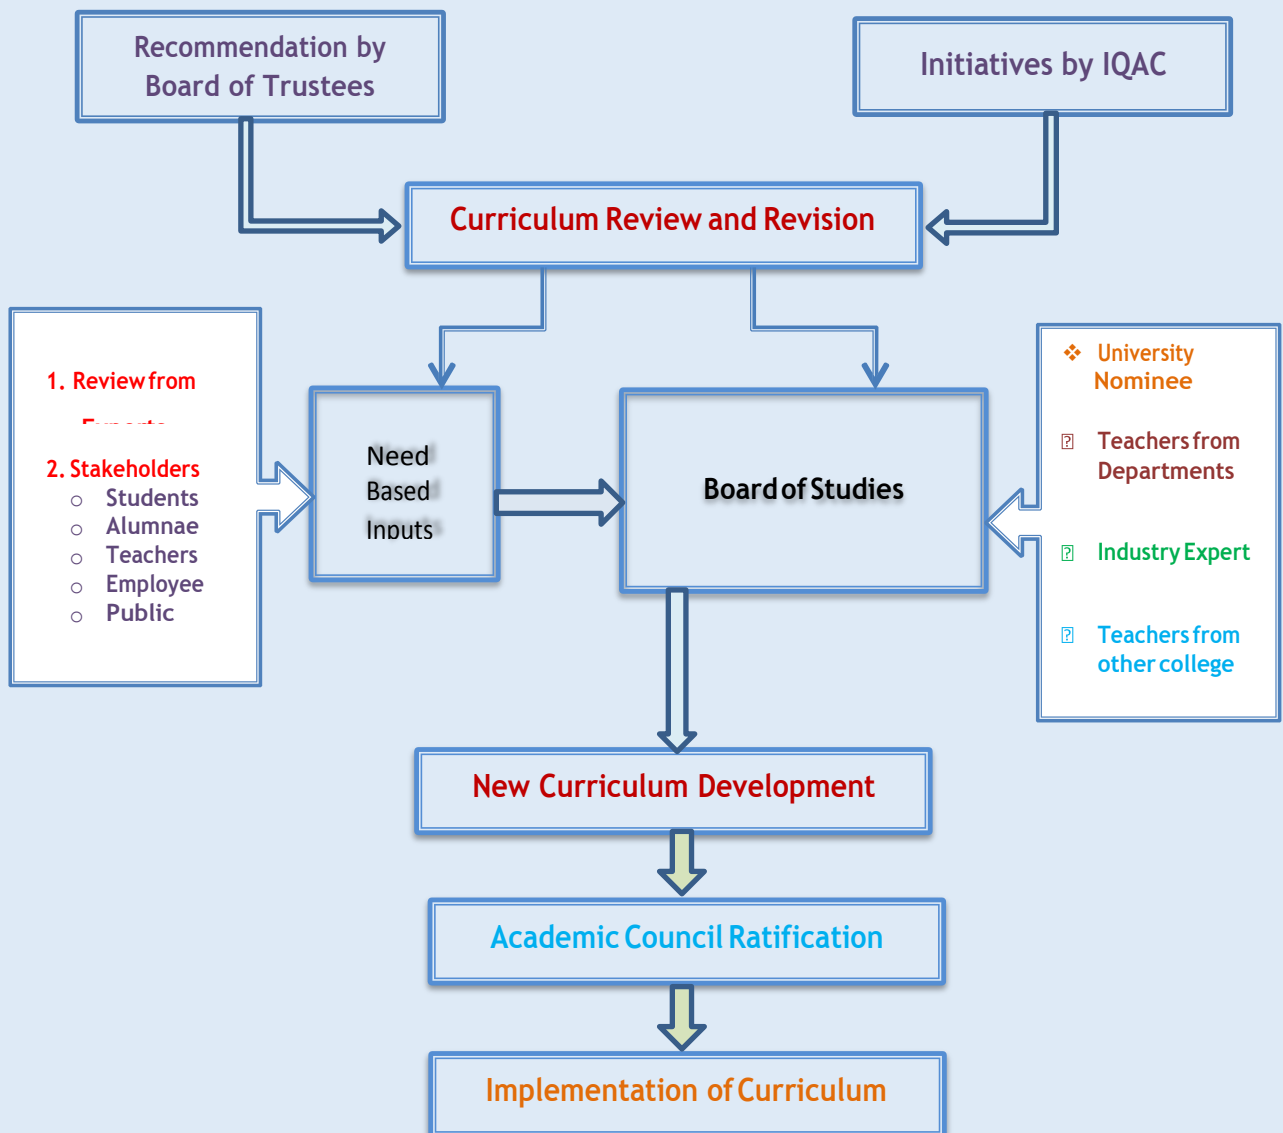 Recommendation by
Board of Trustees
Initiatives by IQAC
Curriculum Review and Revision
1. Review from
2. Stakeholders
o Students
o Alumnae
o Teachers
o Employee
o Public
Need
Based
Inputs
Board of Studies
❖ University
Nominee
Teachers from
Departments
Industry Expert
Teachers from
other college
New Curriculum Development
Academic Council Ratification
Implementation of Curriculum